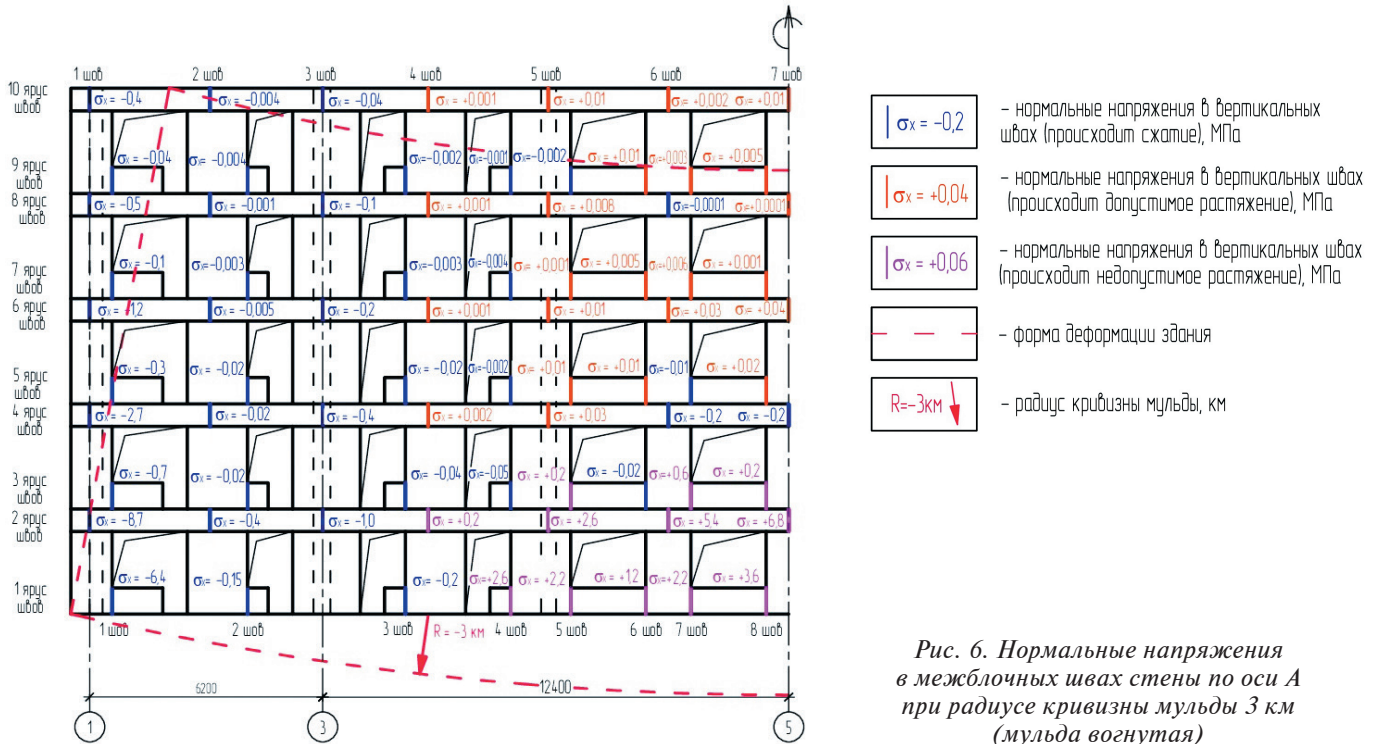 1 шов 2 шов 3 шов 4 шов 5 шов 6 шов 7 шов
10 ярус швов
σx = -0,4 σx = -0,004 σx = -0,04 σx = +0,001 σx = +0,01 σx= +0,002 σx = +0,01
9 ярус швов
σx = -0,04 σx= -0,004 σx=-0,002 σx=-0,001 σx=-0,002 σx = +0,01 σx=+0,003 σx = +0,005
8 ярус швов
σx = -0,5 σx = -0,001 σx = -0,1 σx = +0,001 σx = +0,008 σx = -0,0001 σx=+0,0001
7 ярус швов
σx = -0,1 σx=-0,003 σx =-0,003 σx=-0,004 σx = +0,001 σx = +0,005 σx=+0,006 σx = +0,001
6 ярус швов
σx = -1,2 σx = -0,005 σx = -0,2 σx = +0,001 σx = +0,01 σx = +0,03 σx = +0,04
5 ярус швов
σx = -0,3 σx= -0,02 σx = -0,02 σx=-0,002 σx = +0,01 σx = +0,01 σx=-0,01 σx = +0,02
4 ярус швов
σx = -2,7 σx = -0,02 σx = -0,4 σx = +0,002 σx = +0,03 σx = -0,2 σx = -0,2
3 ярус швов
σx = -0,7 σx= -0,02 σx= -0,04 σx=-0,05 σx = +0,2 σx = -0,02 σx=+0,6 σx = +0,2
2 ярус швов
σx = -8,7 σx = -0,4 σx = -1,0 σx = +0,2 σx = +2,6 σx = +5,4 σx = +6,8
1 ярус швов
σx = -6,4 σx= -0,15 σx = -0,2 σx=+2,6 σx = +2,2 σx = +1,2 σx =+2,2 σx = +3,6
1 шов 2 шов 3 шов 4 шов 5 шов 6 шов 7 шов 8 шов
R = -3 км
6200 12400
1 3 5
σx = -0,2 – нормальные напряжения в вертикальных
швах (происходит сжатие), МПа
σx = +0,04 – нормальные напряжения в вертикальных швах
(происходит допустимое растяжение), МПа
σx = +0,06 – нормальные напряжения в вертикальных швах
(происходит недопустимое растяжение), МПа
– форма деформации здания
R=-3км – радиус кривизны мульды, км
Рис. 6. Нормальные напряжения
в межблочных швах стены по оси А
при радиусе кривизны мульды 3 км
(мульда вогнутая)